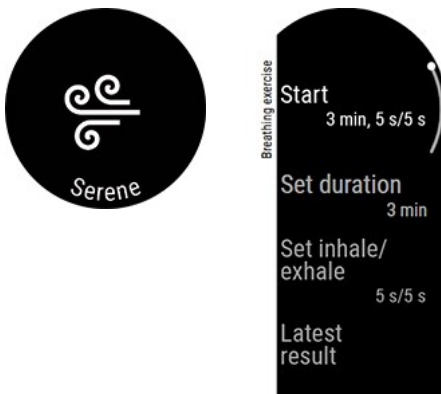 Serene
Breathing exercise
Start
3 min, 5 s/5 s
Set duration
3 min
Set inhale/
exhale
5 s/5 s
Latest
result